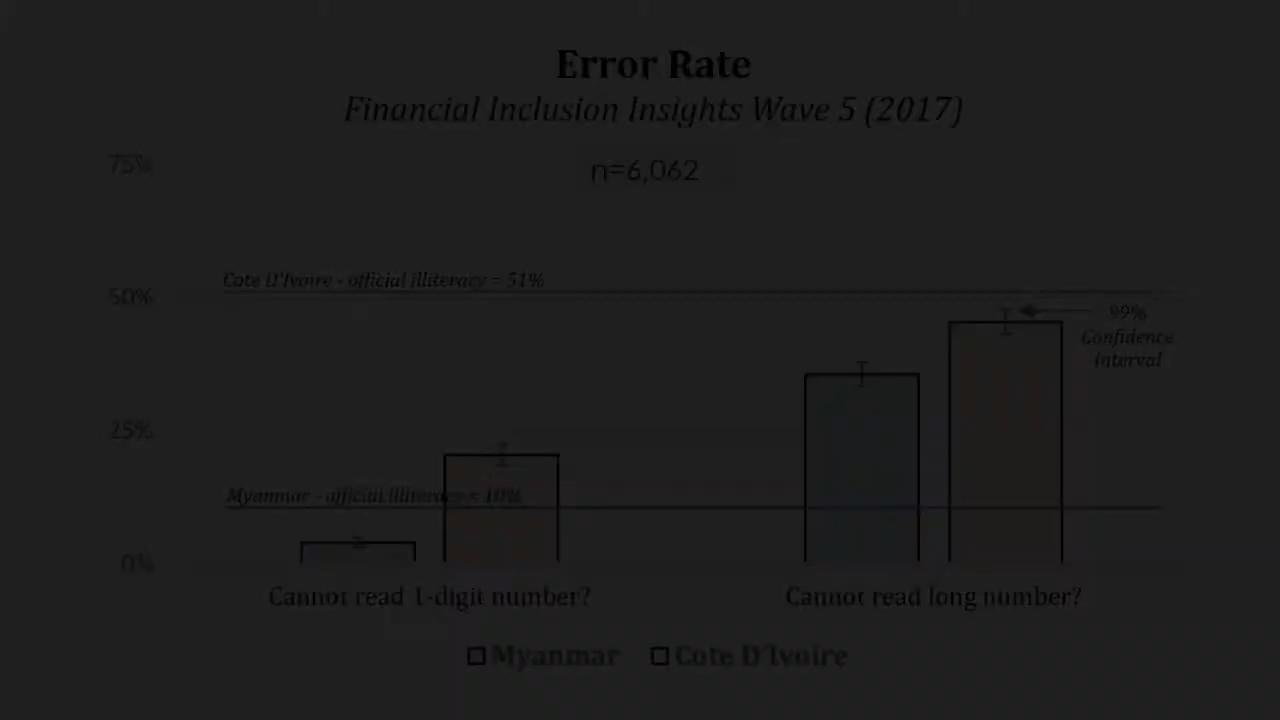 Error Rate
Financial Inclusion Insights Wave 5 (2017)
n=6,062
75%
Cote D'Ivoire - official illiteracy = 51%
50%
99%
Confidence
interval
25%
Myanmar - official illiteracy = 10%
0%
Cannot read 1-digit number?
Cannot read long number?
Myanmar
Cote D'Ivoire